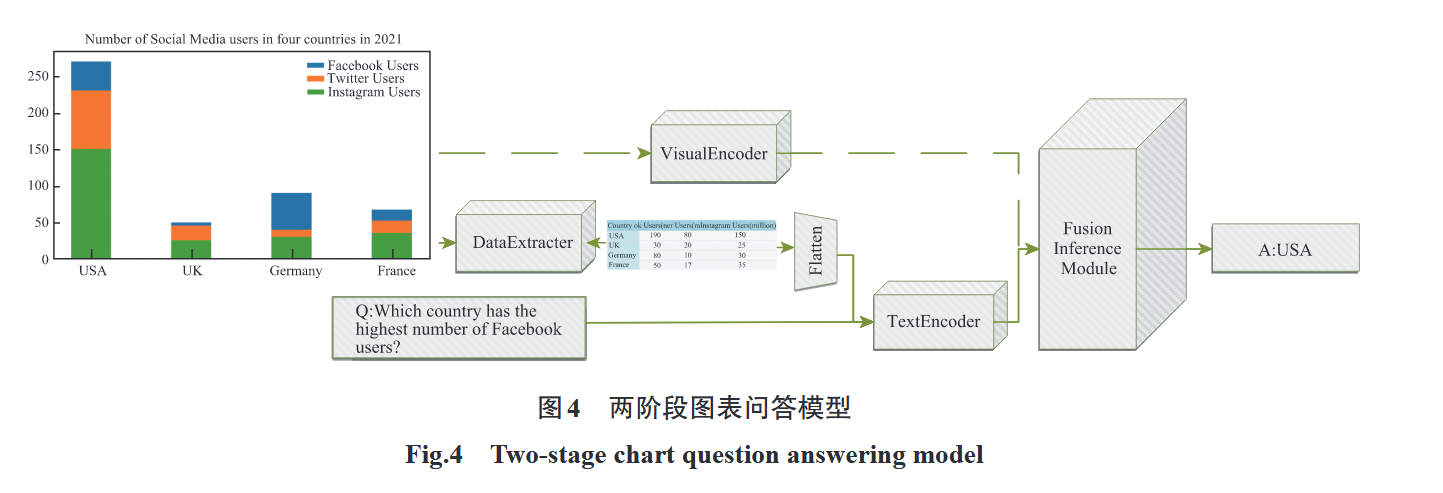 Number of Social Media users in four countries in 2021
Facebook Users
Twitter Users
Instagram Users
250
200
150
100
50
0
USA
UK
Germany
France
VisualEncoder
DataExtracter
Country ok Users(ner Users(mInstagram Users(million)
USA 190 80 150
UK 30 20 25
Germany 80 10 30
France 50 17 35
Flatten
Q:Which country has the
highest number of Facebook
users?
TextEncoder
Fusion
Inference
Module
A:USA
图4 两阶段图表问答模型
Fig.4 Two-stage chart question answering model